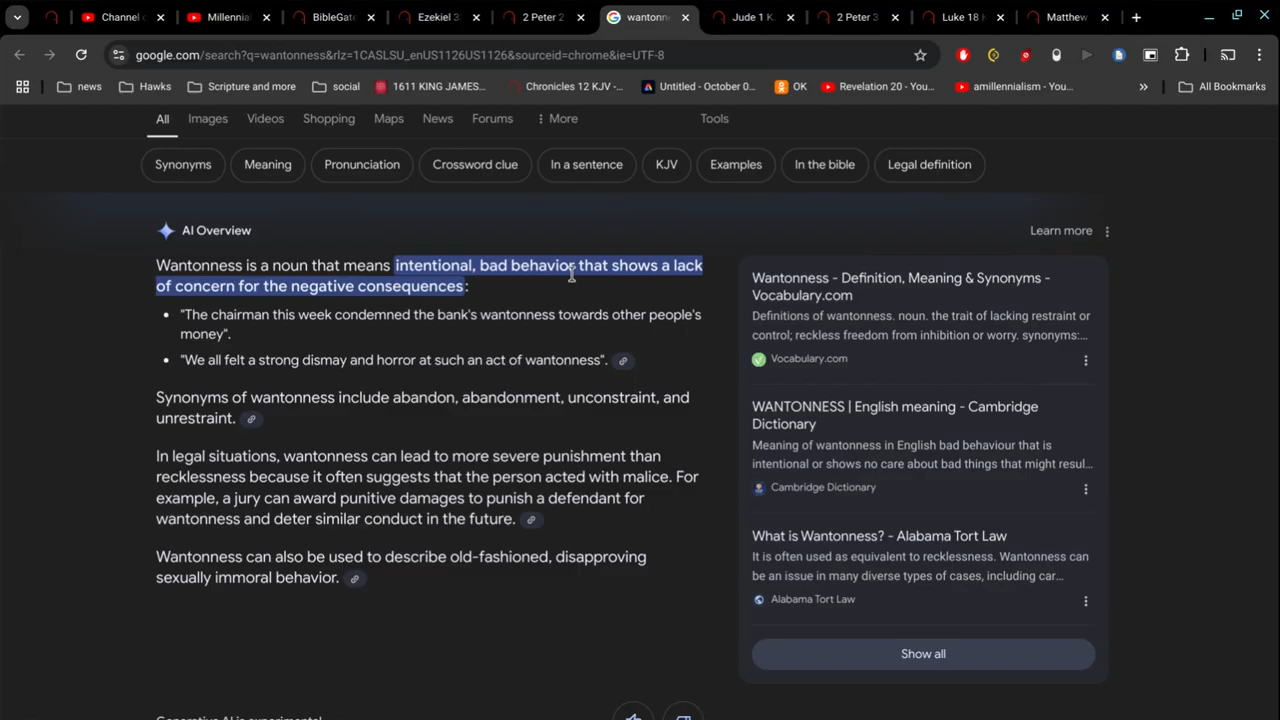 Channel c
Millennial
BibleGate
Ezekiel 3
2 Peter 2
wantonne
Jude 1 K
2 Peter 3
Luke 18 K
Matthew
google.com/search?q=wantonness&rlz=1CASLSU_enUS1126US1126&sourceid=chrome&ie=UTF-8
news
Hawks
Scripture and more
social
1611 KING JAMES...
Chronicles 12 KJV -...
Untitled - October 0...
OK
Revelation 20 - You...
amillennialism - You...
»
All Bookmarks
All
Images
Videos
Shopping
Maps
News
Forums
More
Tools
Synonyms
Meaning
Pronunciation
Crossword clue
In a sentence
KJV
Examples
In the bible
Legal definition
AI Overview
Learn more
Wantonness is a noun that means intentional, bad behavior that shows a lack
of concern for the negative consequences:
• "The chairman this week condemned the bank's wantonness towards other people's
money".
• "We all felt a strong dismay and horror at such an act of wantonness".
Synonyms of wantonness include abandon, abandonment, unconstraint, and
unrestraint.
In legal situations, wantonness can lead to more severe punishment than
recklessness because it often suggests that the person acted with malice. For
example, a jury can award punitive damages to punish a defendant for
wantonness and deter similar conduct in the future.
Wantonness can also be used to describe old-fashioned, disapproving
sexually immoral behavior.
Wantonness - Definition, Meaning & Synonyms -
Vocabulary.com
Definitions of wantonness. noun. the trait of lacking restraint or
control; reckless freedom from inhibition or worry. synonyms:...
Vocabulary.com
WANTONNESS | English meaning - Cambridge
Dictionary
Meaning of wantonness in English bad behaviour that is
intentional or shows no care about bad things that might resul...
Cambridge Dictionary
What is Wantonness? - Alabama Tort Law
It is often used as equivalent to recklessness. Wantonness can
be an issue in many diverse types of cases, including car...
Alabama Tort Law
Show all
Generative AI is experimental